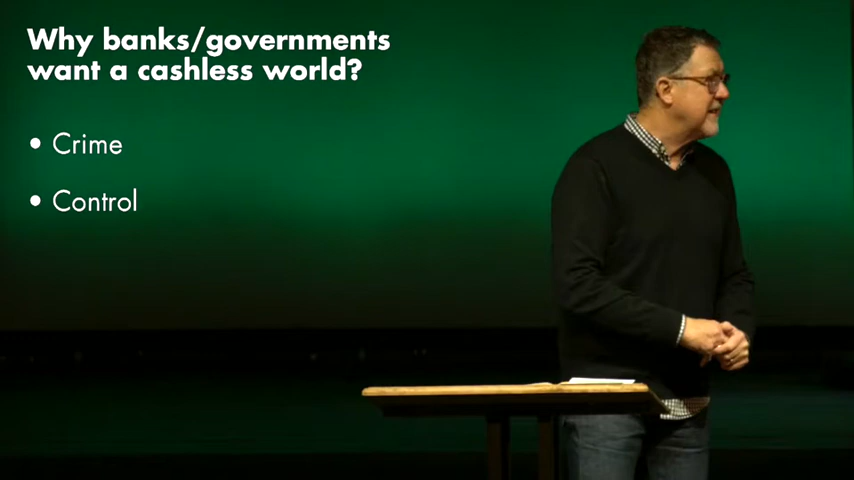 Why banks/governments
want a cashless world?
• Crime
• Control